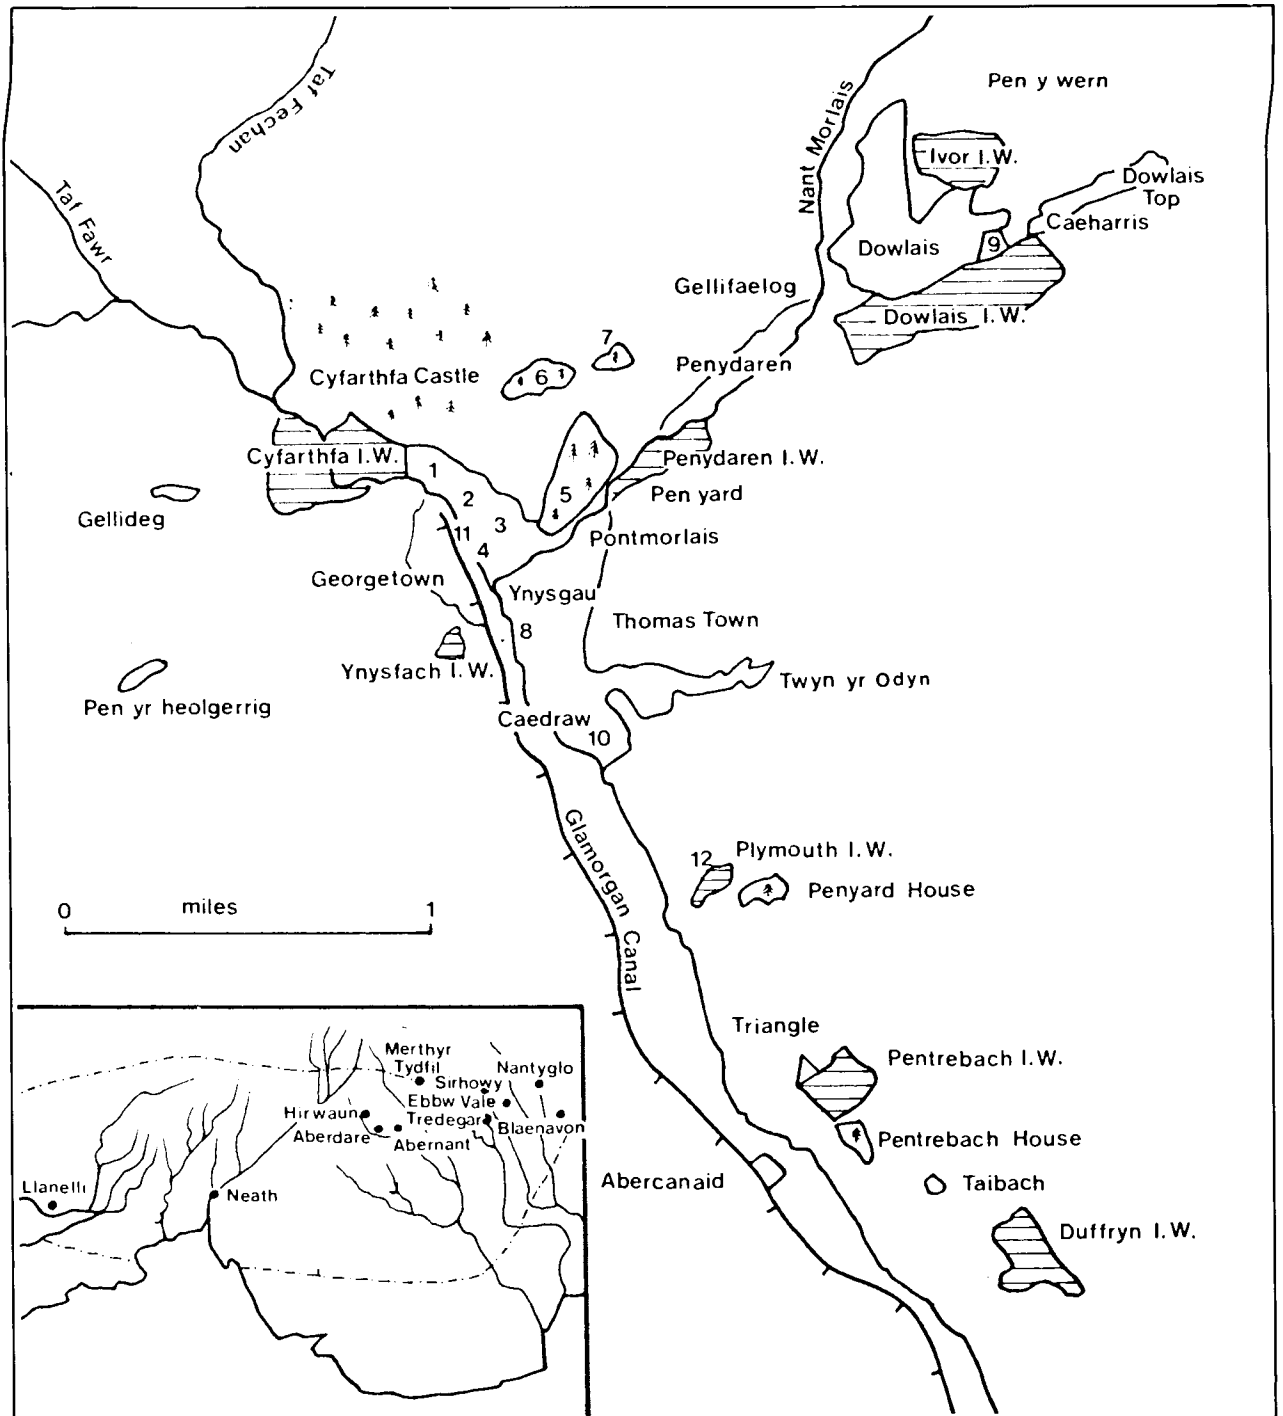 Taf Fechan
Taf Fawr
Nant Morlais
Pen y wern
Ivor I.W.
Dowlais
Top
Caeharris
Dowlais
9
Dowlais I.W.
Gellifaelog
Penydaren
7
6
Cyfarthfa Castle
Cyfarthfa I.W.
1
2
3
4
5
11
Penydaren I.W.
Pen yard
Pontmorlais
Gellideg
Georgetown
Ynysgau
8
Thomas Town
Ynysfach I.W.
Twyn yr Odyn
Pen yr heolgerrig
Caedraw
10
Glamorgan Canal
12
Plymouth I.W.
Penyard House
0 miles 1
Triangle
Pentrebach I.W.
Pentrebach House
Abercanaid
Taibach
Duffryn I.W.
Merthyr
Tydfil
Nantyglo
Sirhowy
Ebbw Vale
Hirwaun
Tredegar
Blaenavon
Aberdare
Abernant
Llanelli
Neath